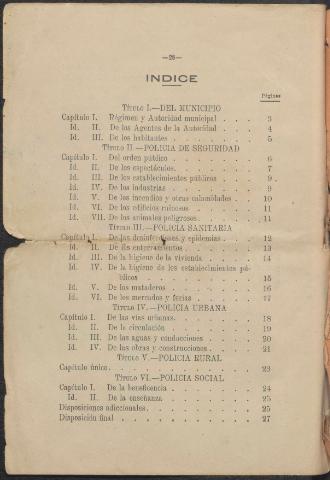 —28—
INDICE
Páginas
Título I.—DEL MUNICIPIO
Capítulo I. Régimen y Autoridad municipal . . . 3
Id. II. De los Agentes de la Autoridad . . . 4
Id. III. De los habitantes . . . 5
Título II.—POLICIA DE SEGURIDAD
Capítulo I. Del orden público . . . 6
Id. II. De los espectáculos. . . . 7
Id. III. De los establecimientos públicos . . . 9
Id. IV. De las industrias . . . 9
Id. V. De los incendios y otras calamidades . . . 10
Id. VI. De los edificios ruinosos . . . 11
Id. VII. De los animales peligrosos . . . 11
Título III.—POLICIA SANITARIA
Capítulo I. De las desinfecciones y epidemias . . . 12
Id. II. De los enterramientos . . . 13
Id. III. De la higiene de la vivienda . . . 14
Id. IV. De la higiene de los establecimientos pú-
blicos . . . 15
Id. V. De los mataderos . . . 16
Id. VI. De los mercados y ferias . . . 17
Título IV.—POLICIA URBANA
Capítulo I. De las vías urbanas . . . 18
Id. II. De la circulación . . . 19
Id. III. De las aguas y conducciones . . . 20
Id. IV. De las obras y construcciones . . . 21
Título V.—POLICIA RURAL
Capítulo único . . . 23
Título VI.—POLICIA SOCIAL
Capítulo I. De la beneficencia . . . 24
Id. II. De la enseñanza . . . 25
Disposiciones adicionales . . . 25
Disposición final . . . 27